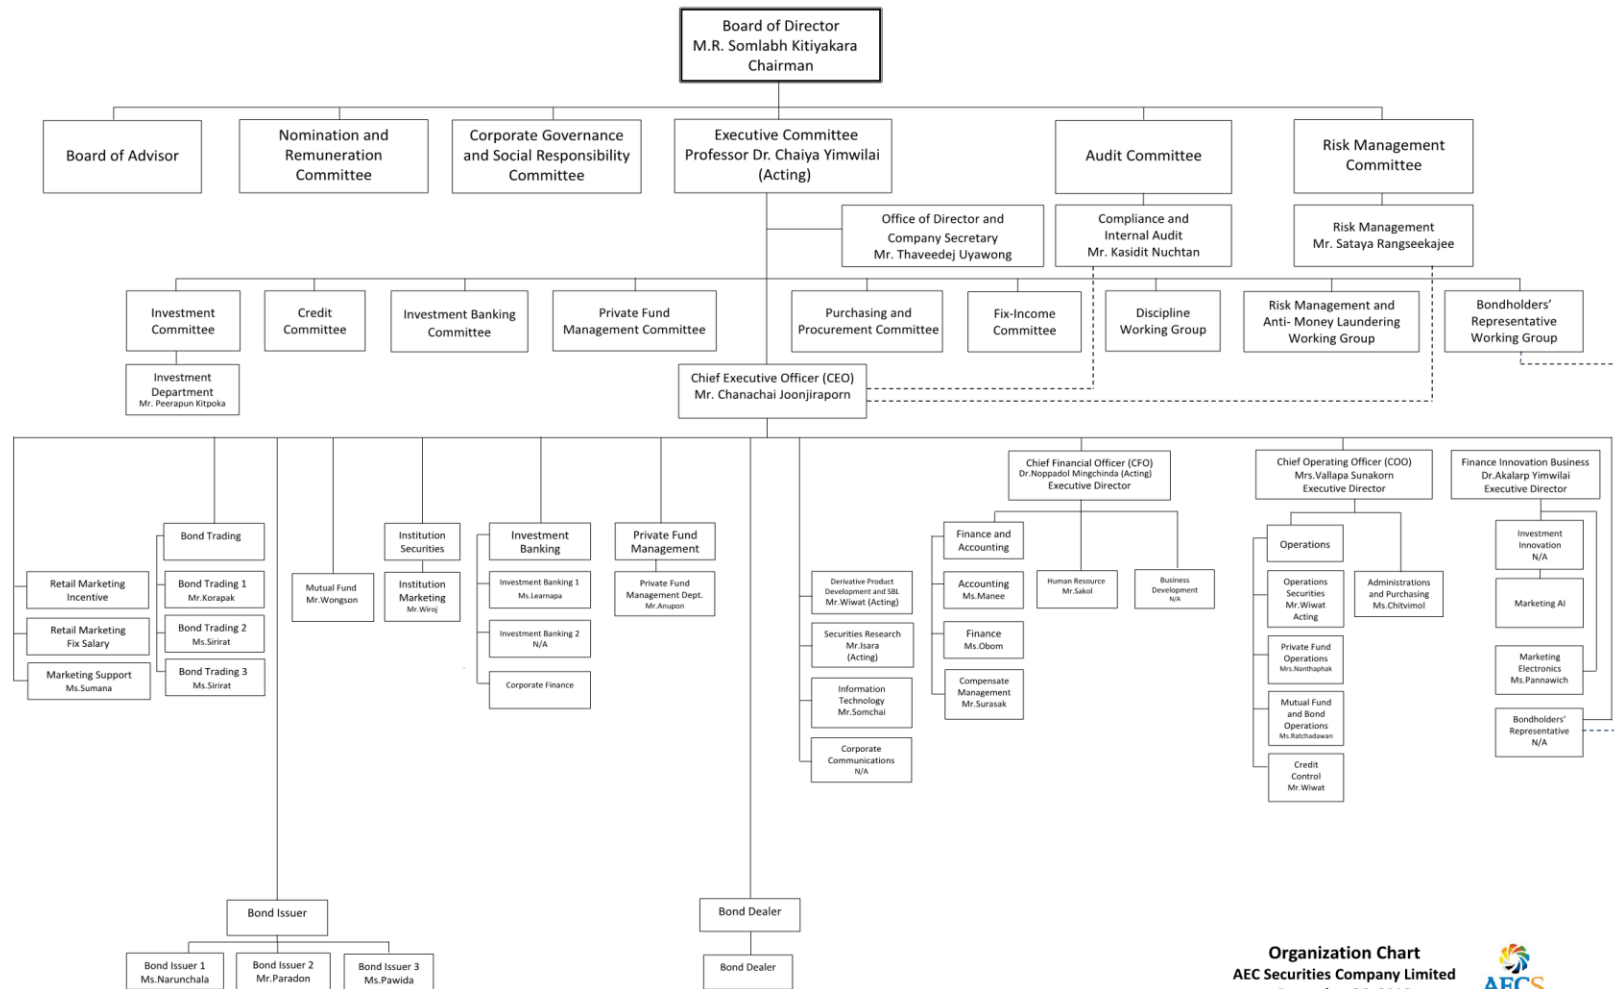 Board of Director
M.R. Somlabh Kitiyakara
Chairman
Board of Advisor
Nomination and
Remuneration
Committee
Corporate Governance
and Social Responsibility
Committee
Executive Committee
Professor Dr. Chaiya Yimwilai
(Acting)
Audit Committee
Risk Management
Committee
Office of Director and
Company Secretary
Mr. Thaveedej Uyawong
Compliance and
Internal Audit
Mr. Kasidit Nuchtan
Risk Management
Mr. Sataya Rangseekajee
Investment
Committee
Credit
Committee
Investment Banking
Committee
Private Fund
Management Committee
Purchasing and
Procurement Committee
Fix-Income
Committee
Discipline
Working Group
Risk Management and
Anti- Money Laundering
Working Group
Bondholders’
Representative
Working Group
Investment
Department
Mr. Peerapun Kitpoka
Chief Executive Officer (CEO)
Mr. Chanachai Joonjiraporn
Chief Financial Officer (CFO)
Dr.Noppadol Mingchinda (Acting)
Executive Director
Chief Operating Officer (COO)
Mrs.Vallapa Sunakorn
Executive Director
Finance Innovation Business
Dr.Akalarp Yimwilai
Executive Director
Retail Marketing
Incentive
Retail Marketing
Fix Salary
Marketing Support
Ms.Sumana
Bond Trading
Bond Trading 1
Mr.Korapak
Bond Trading 2
Ms.Sirirat
Bond Trading 3
Ms.Sirirat
Mutual Fund
Mr.Wongson
Institution
Securities
Institution
Marketing
Mr.Wiroj
Investment
Banking
Investment Banking 1
Ms.Learnapa
Investment Banking 2
N/A
Corporate Finance
Private Fund
Management
Private Fund
Management Dept.
Mr.Anupon
Derivative Product
Development and SBL
Mr.Wiwat (Acting)
Securities Research
Mr.Isara
(Acting)
Information
Technology
Mr.Somchai
Corporate
Communications
N/A
Finance and
Accounting
Accounting
Ms.Manee
Finance
Ms.Obom
Compensate
Management
Mr.Surasak
Human Resource
Mr.Sakol
Business
Development
N/A
Operations
Operations
Securities
Mr.Wiwat
Acting
Private Fund
Operations
Mrs.Nanthaphak
Mutual Fund
and Bond
Operations
Ms.Ratchadawan
Credit
Control
Mr.Wiwat
Administrations
and Purchasing
Ms.Chitvimol
Investment
Innovation
N/A
Marketing AI
Marketing
Electronics
Ms.Pannawich
Bondholders’
Representative
N/A
Bond Issuer
Bond Issuer 1
Ms.Narunchala
Bond Issuer 2
Mr.Paradon
Bond Issuer 3
Ms.Pawida
Bond Dealer
Bond Dealer
Organization Chart
AEC Securities Company Limited
AECS